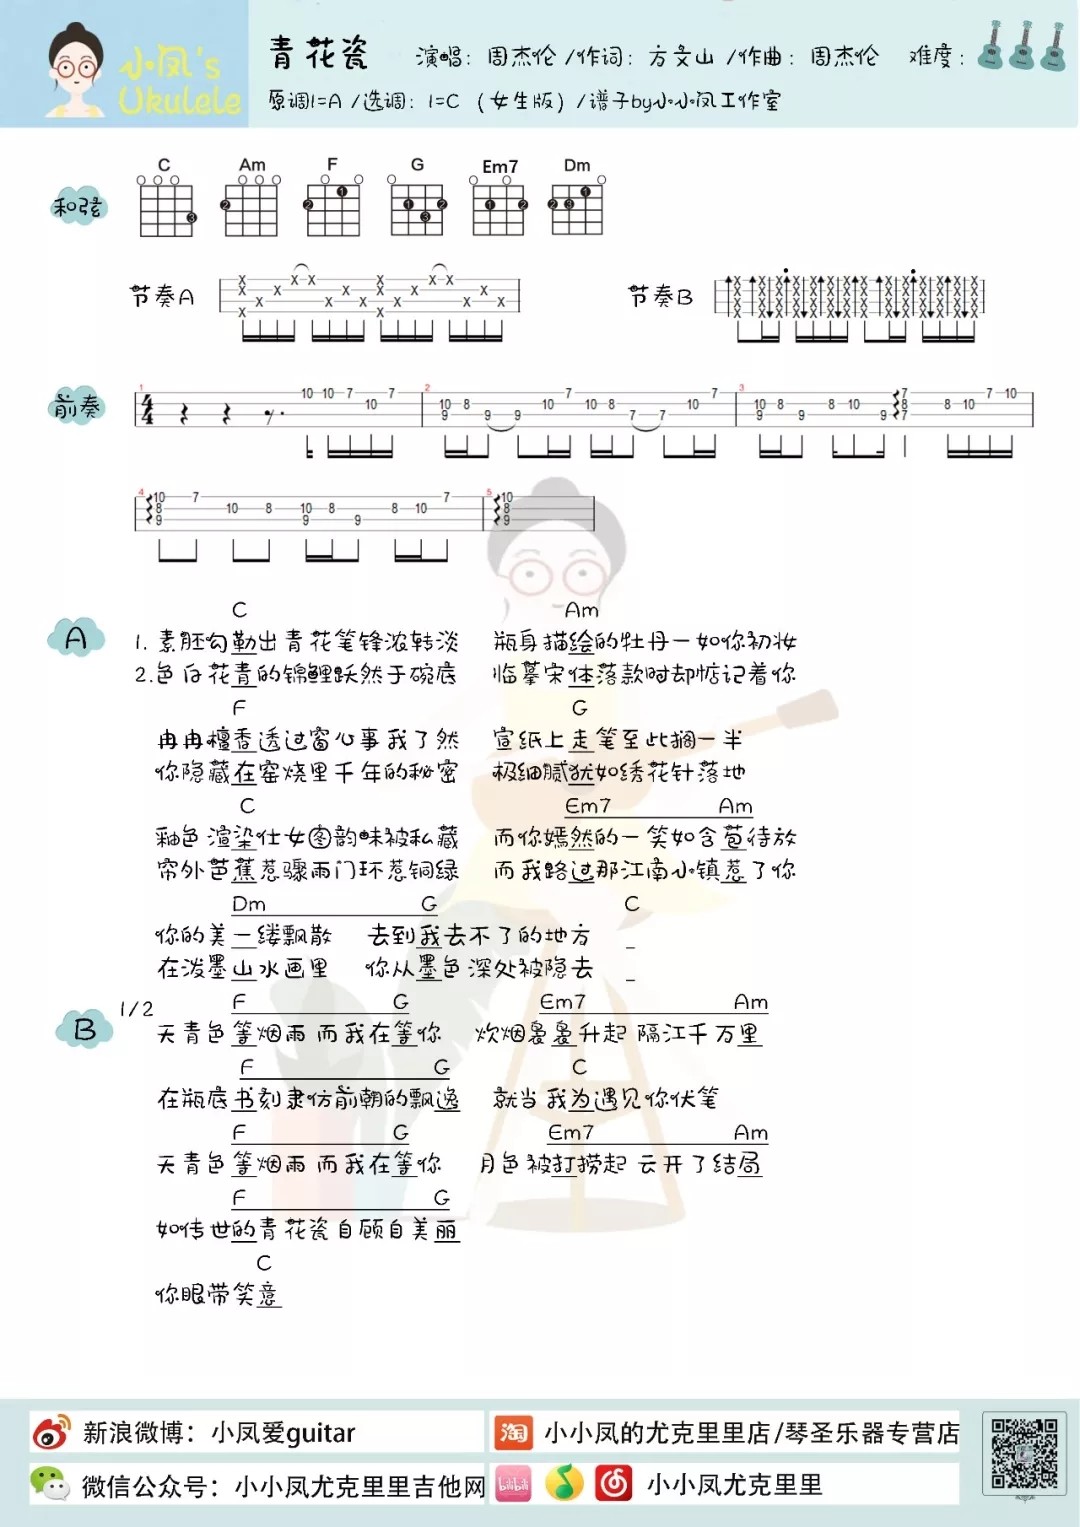 小凤's
Ukulele
青花瓷 演唱：周杰伦 /作词：方文山 /作曲：周杰伦 难度：
原调1=A /选调：1=C （女生版）/谱子by小小凤工作室
和弦 C Am F G Em7 Dm
节奏A 节奏B
前奏
1 10 10 7 10 7 2 10 9 8 9 9 10 7 10 8 7 7 10 7 3 10 9 8 9 8 10 9 7 8 7 8 10 7 10
4 10 8 9 7 10 8 10 9 8 9 8 10 7 5 10 8 9
C Am
A 1. 素胚勾勒出青花笔锋浓转淡 瓶身描绘的牡丹一如你初妆
2.色白花青的锦鲤跃然于碗底 临摹宋体落款时却惦记着你
F G
冉冉檀香透过窗心事我了然 宣纸上走笔至此搁一半
你隐藏在窑烧里千年的秘密 极细腻犹如绣花针落地
C Em7 Am
釉色渲染仕女图韵味被私藏 而你嫣然的一笑如含苞待放
帘外芭蕉惹骤雨门环惹铜绿 而我路过那江南小镇惹了你
Dm G C
你的美一缕飘散 去到我去不了的地方 _
在泼墨山水画里 你从墨色深处被隐去 _
1/2 F G Em7 Am
B 天青色等烟雨 而我在等你 炊烟袅袅升起 隔江千万里
F G C
在瓶底书刻隶仿前朝的飘逸 就当我为遇见你伏笔
F G Em7 Am
天青色等烟雨 而我在等你 月色被打捞起 云开了结局
F G
如传世的青花瓷自顾自美丽
C
你眼带笑意
新浪微博：小凤爱guitar 淘 小小凤的尤克里里店/琴圣乐器专营店
微信公众号：小小凤尤克里里吉他网 bilibili 小小凤尤克里里